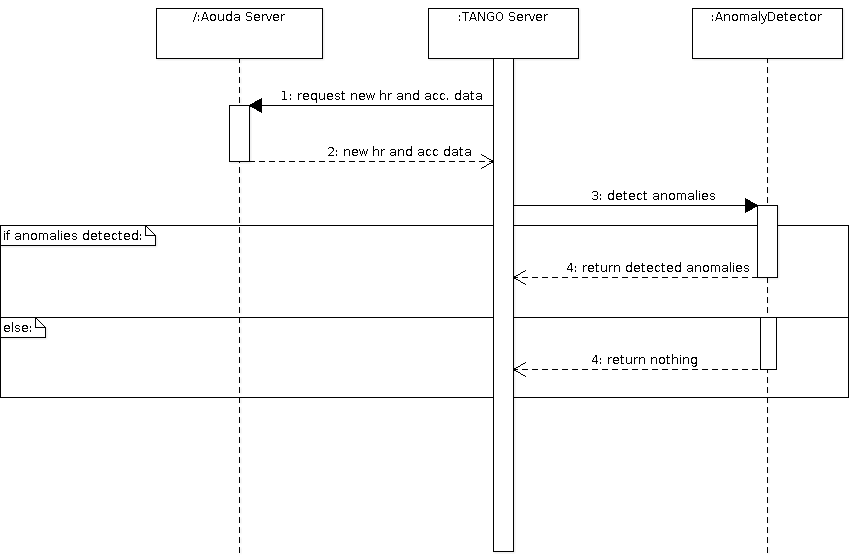 /:Aouda Server
:TANGO Server
:AnomalyDetector
1: request new hr and acc. data
2: new hr and acc data
3: detect anomalies
if anomalies detected:
4: return detected anomalies
else:
4: return nothing